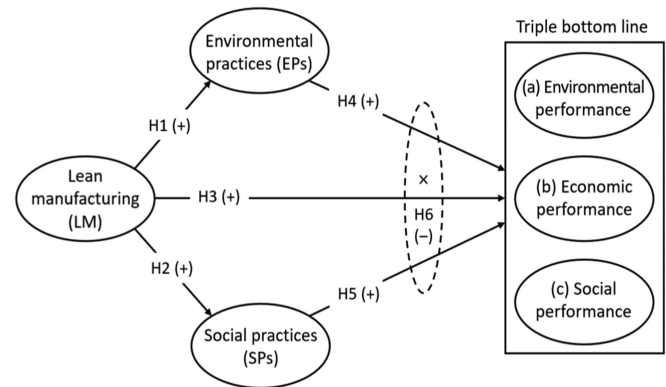 Triple bottom line
Environmental
practices (EPs)
(a) Environmental
performance
H4 (+)
H1 (+)
×
Lean
manufacturing
(LM)
H3 (+)
(b) Economic
performance
H6
(–)
H2 (+)
H5 (+)
(c) Social
performance
Social practices
(SPs)